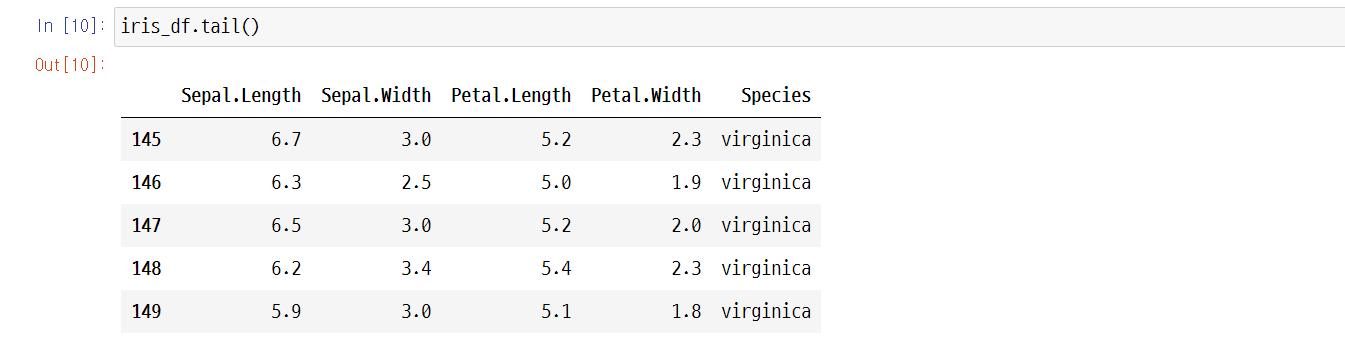 In [10]: iris_df.tail()
Out[10]:
Sepal.Length Sepal.Width Petal.Length Petal.Width Species
145 6.7 3.0 5.2 2.3 virginica
146 6.3 2.5 5.0 1.9 virginica
147 6.5 3.0 5.2 2.0 virginica
148 6.2 3.4 5.4 2.3 virginica
149 5.9 3.0 5.1 1.8 virginica